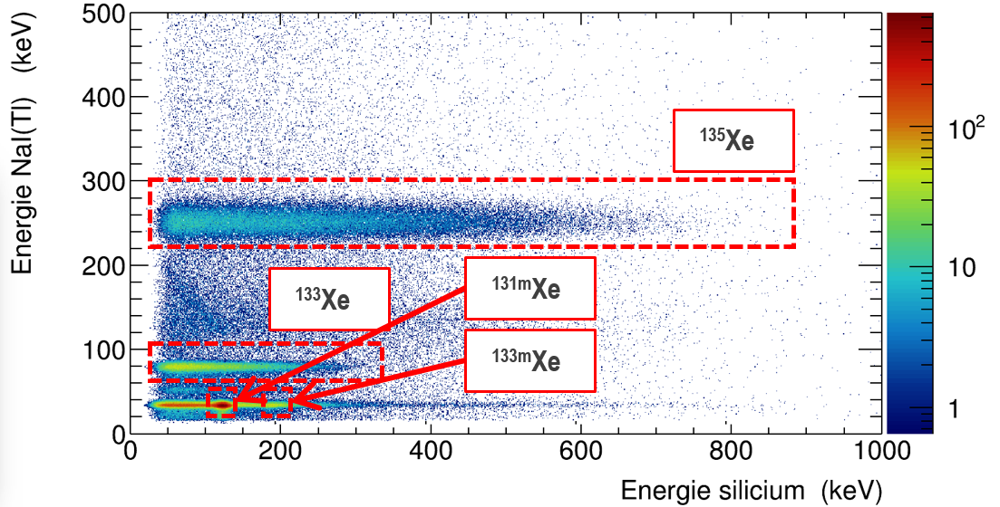 Energie NaI(Tl) (keV)
500
400
300
200
100
0
¹³⁵Xe
¹³³Xe
¹³¹ᵐXe
¹³³ᵐXe
0
200
400
600
800
1000
Energie silicium (keV)
10²
10
1